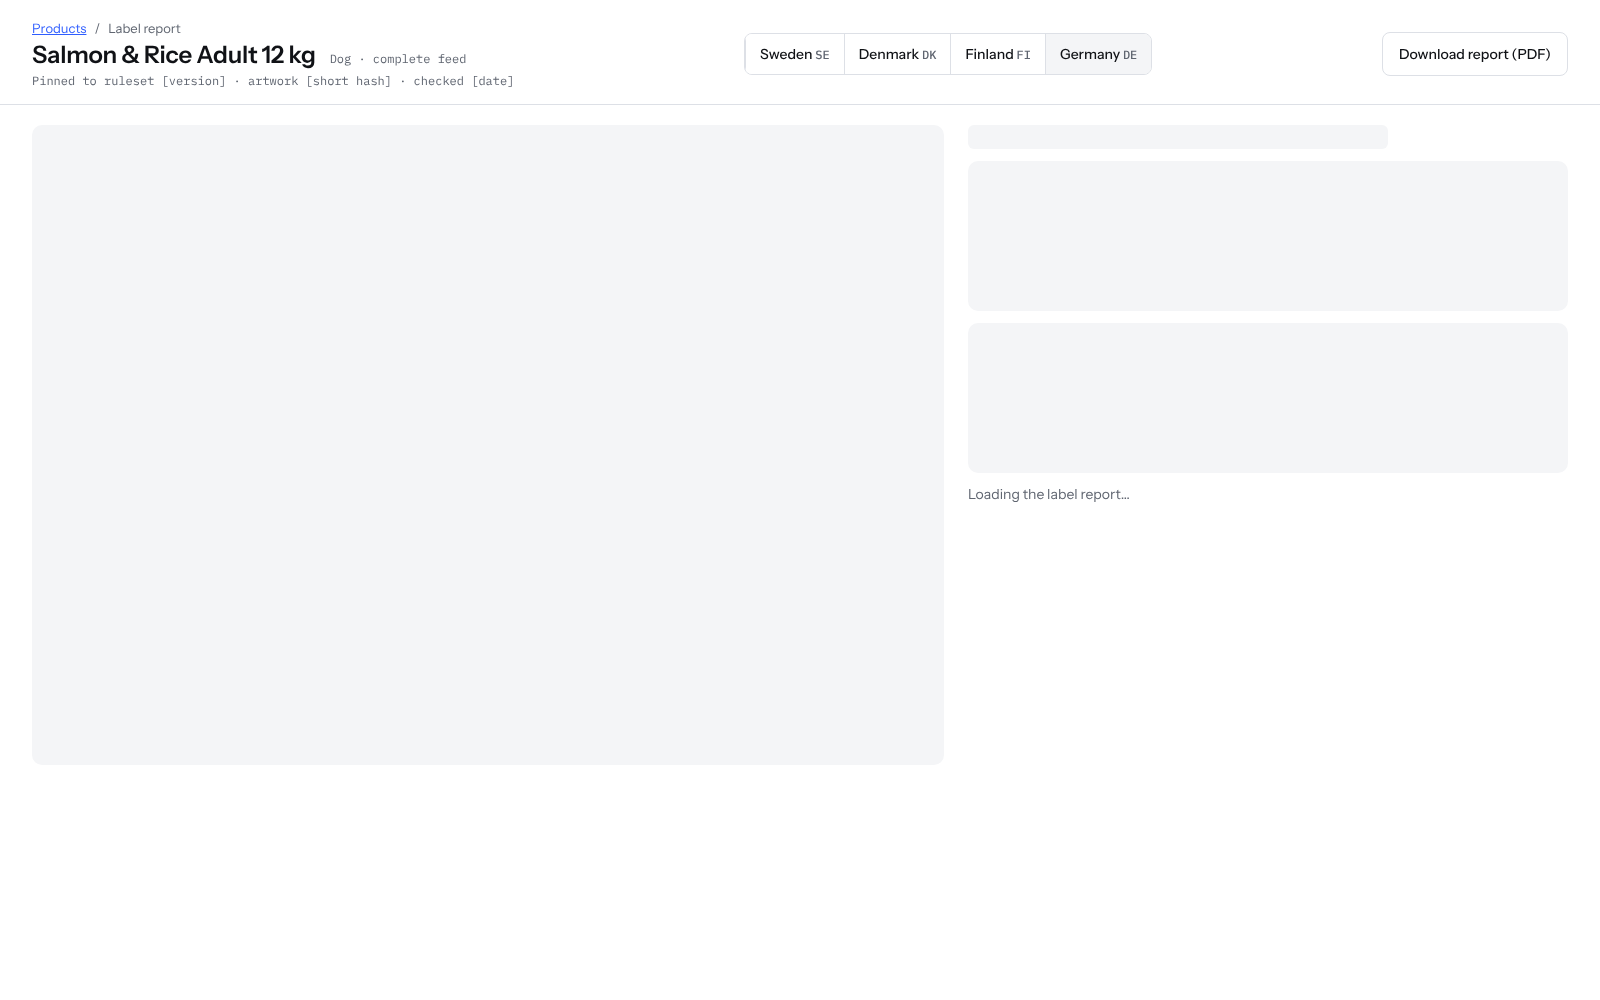 Products / Label report
Salmon & Rice Adult 12 kg Dog · complete feed
Pinned to ruleset [version] · artwork [short hash] · checked [date]
Sweden SE Denmark DK Finland FI Germany DE
Download report (PDF)
Loading the label report…